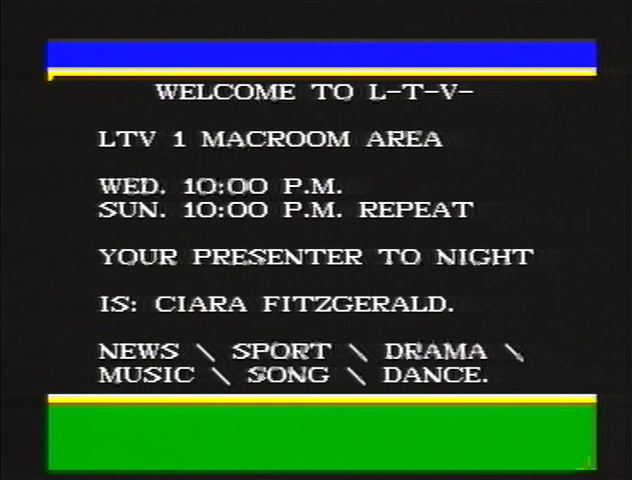 WELCOME TO L-T-V-
LTV 1 MACROOM AREA
WED. 10:00 P.M.
SUN. 10:00 P.M. REPEAT
YOUR PRESENTER TO NIGHT
IS: CIARA FITZGERALD.
NEWS \ SPORT \ DRAMA \
MUSIC \ SONG \ DANCE.